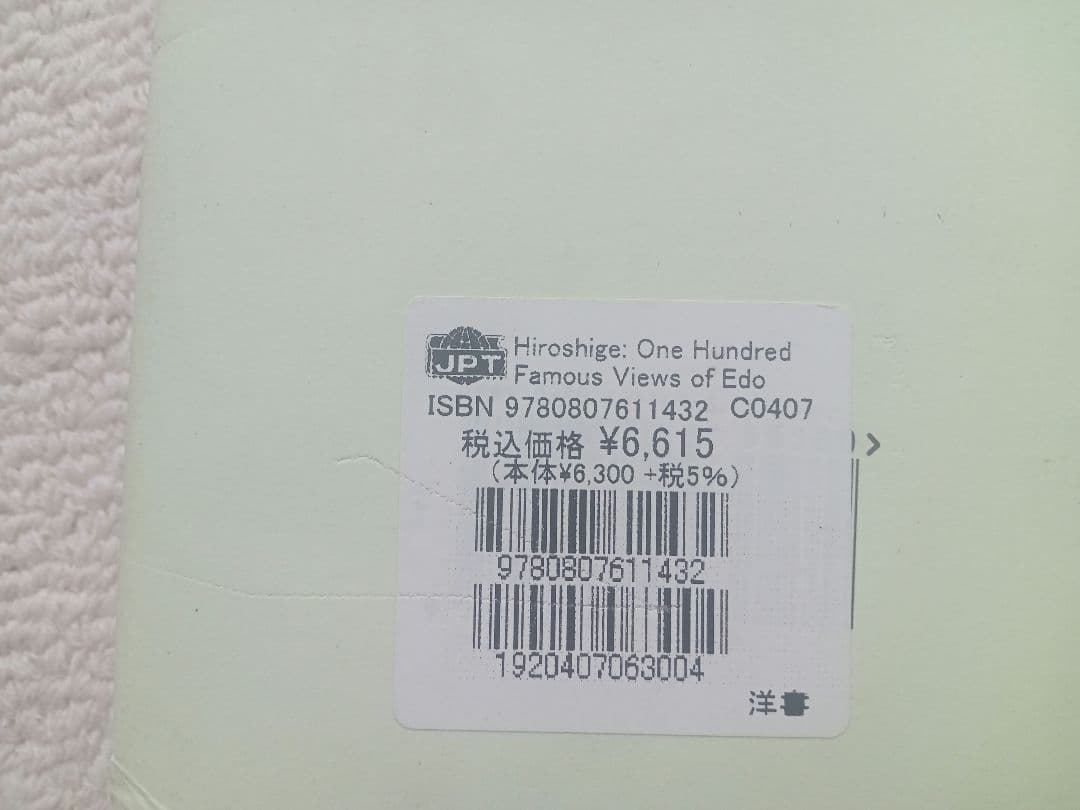 JPT
Hiroshige: One Hundred
Famous Views of Edo
ISBN 9780807611432 C0407
税込価格 ¥6,615
(本体¥6,300 +税5%)
9780807611432
1920407063004
洋書